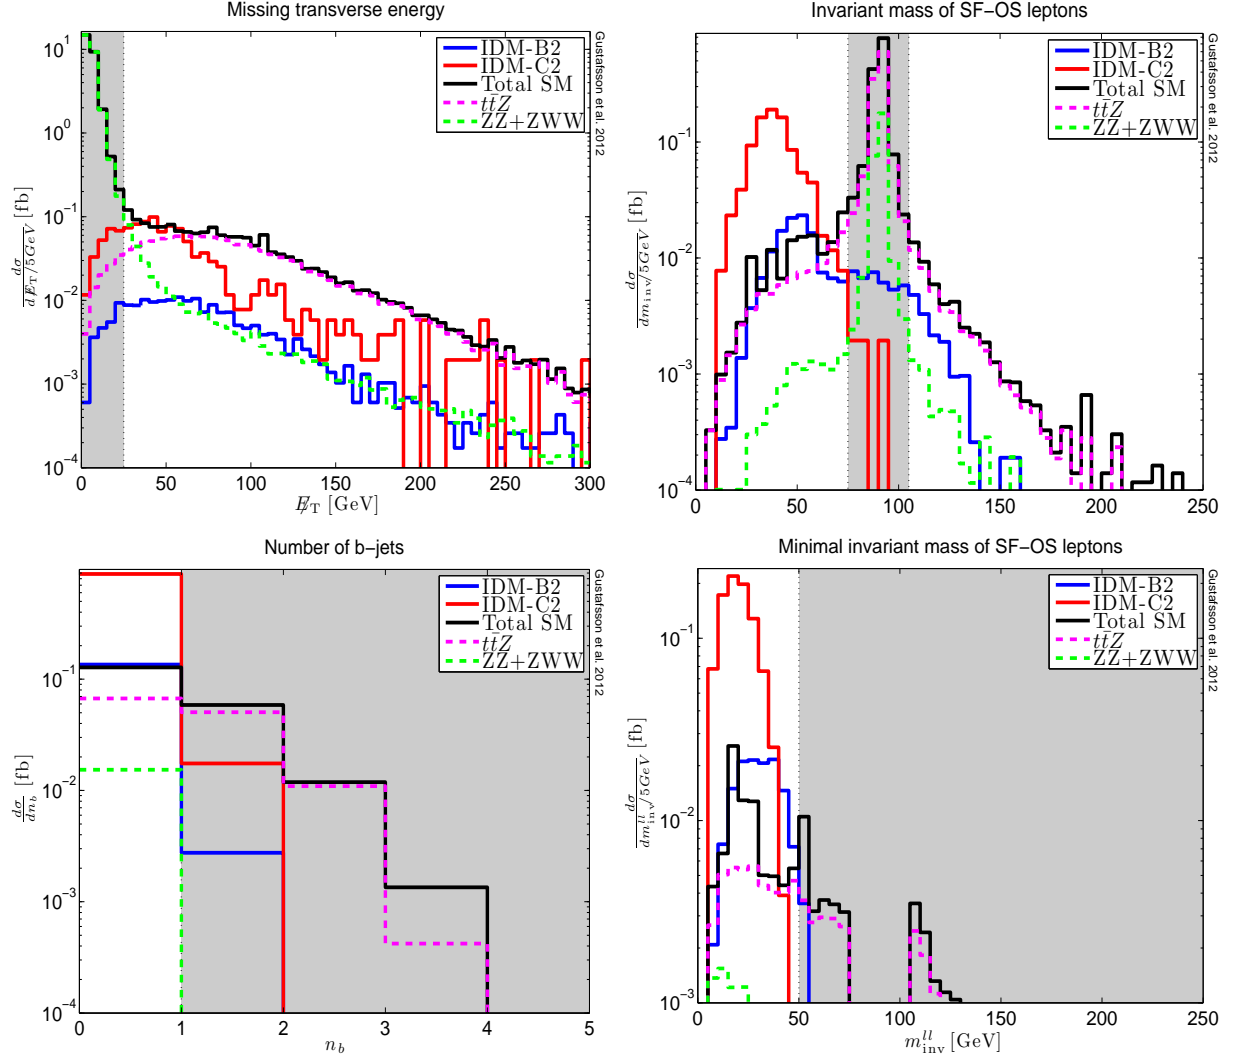 Missing transverse energy
10^1
10^0
10^-1
10^-2
10^-3
10^-4
dσ/dE̸_T/5GeV [fb]
IDM-B2
IDM-C2
Total SM
tt̄Z
ZZ+ZWW
Gustafsson et al. 2012
0 50 100 150 200 250 300
E̸_T [GeV]
Invariant mass of SF-OS leptons
10^-1
10^-2
10^-3
10^-4
dσ/dm_inv/5GeV [fb]
IDM-B2
IDM-C2
Total SM
tt̄Z
ZZ+ZWW
Gustafsson et al. 2012
0 50 100 150 200 250
Number of b-jets
10^-1
10^-2
10^-3
10^-4
dσ/dn_b [fb]
IDM-B2
IDM-C2
Total SM
tt̄Z
ZZ+ZWW
Gustafsson et al. 2012
0 1 2 3 4 5
n_b
Minimal invariant mass of SF-OS leptons
10^-1
10^-2
10^-3
dσ/dm^ll_inv/5GeV [fb]
IDM-B2
IDM-C2
Total SM
tt̄Z
ZZ+ZWW
Gustafsson et al. 2012
0 50 100 150 200 250
m^ll_inv [GeV]